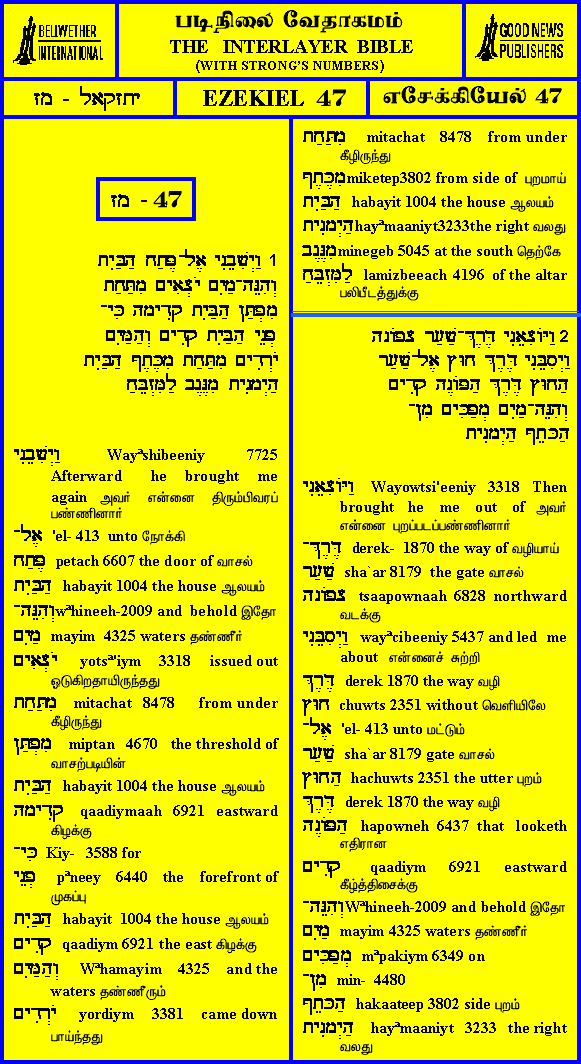 BELLWETHER
INTERNATIONAL
படிநிலை வேதாகமம்
THE INTERLAYER BIBLE
(WITH STRONG'S NUMBERS)
GOOD NEWS
PUBLISHERS
יחזקאל - מז
EZEKIEL 47
எசேக்கியேல் 47
47 - מז
1 וַיְשִׁבֵנִי אֶל־פֶּתַח הַבַּיִת
וְהִנֵּה־מַיִם יֹצְאִים מִתַּחַת
מִפְתַּן הַבַּיִת קָדִימָה כִּי־
פְנֵי הַבַּיִת קָדִים וְהַמַּיִם
יֹרְדִים מִתַּחַת מִכֶּתֶף הַבַּיִת
הַיְמָנִית מִנֶּגֶב לַמִּזְבֵּחַ
וַיְשִׁבֵנִי Wayªshibeeniy 7725
Afterward he brought me
again அவர் என்னை திரும்பிவரப்
பண்ணினார்
אֶל־ 'el- 413 unto நோக்கி
פֶּתַח petach 6607 the door of வாசல்
הַבַּיִת habayit 1004 the house ஆலயம்
וְהִנֵּה־wªhineeh-2009 and behold இதோ
מַיִם mayim 4325 waters தண்ணீர்
יֹצְאִים yotsª'iym 3318 issued out
ஓடுகிறதாயிருந்தது
מִתַּחַת mitachat 8478 from under
கீழிருந்து
מִפְתַּן miptan 4670 the threshold of
வாசற்படியின்
הַבַּיִת habayit 1004 the house ஆலயம்
קָדִימָה qaadiymaah 6921 eastward
கிழக்கு
כִּי־ Kiy- 3588 for
פְנֵי pªneey 6440 the forefront of
முகப்பு
הַבַּיִת habayit 1004 the house ஆலயம்
קָדִים qaadiym 6921 the east கிழக்கு
וְהַמַּיִם Wªhamayim 4325 and the
waters தண்ணீரும்
יֹרְדִים yordiym 3381 came down
பாய்ந்தது
מִתַּחַת mitachat 8478 from under
கீழிருந்து
מִכֶּתֶף miketep3802 from side of புறமாய்
הַבַּיִת habayit 1004 the house ஆலயம்
הַיְמָנִית hayªmaaniyt3233the right வலது
מִנֶּגֶב minegeb 5045 at the south தெற்கே
לַמִּזְבֵּחַ lamizbeeach 4196 of the altar
பலிபீடத்துக்கு
2 וַיּוֹצִאֵנִי דֶּרֶךְ־שַׁעַר צָפוֹנָה
וַיְסִבֵּנִי דֶּרֶךְ חוּץ אֶל־שַׁעַר
הַחוּץ דֶּרֶךְ הַפּוֹנֶה קָדִים
וְהִנֵּה־מַיִם מְפַכִּים מִן־
הַכָּתֵף הַיְמָנִית
וַיּוֹצִאֵנִי Wayowtsi'eeniy 3318 Then
brought he me out of அவர்
என்னை புறப்படப்பண்ணினார்
דֶּרֶךְ־ derek- 1870 the way of வழியாய்
שַׁעַר sha`ar 8179 the gate வாசல்
צָפוֹנָה tsaapownaah 6828 northward
வடக்கு
וַיְסִבֵּנִי wayªcibeeniy 5437 and led me
about என்னைச் சுற்றி
דֶּרֶךְ derek 1870 the way வழி
חוּץ chuwts 2351 without வெளியிலே
אֶל־ 'el- 413 unto மட்டும்
שַׁעַר sha`ar 8179 gate வாசல்
הַחוּץ hachuwts 2351 the utter புறம்
דֶּרֶךְ derek 1870 the way வழி
הַפּוֹנֶה hapowneh 6437 that looketh
எதிரான
קָדִים qaadiym 6921 eastward
கீழ்த்திசைக்கு
וְהִנֵּה־Wªhineeh-2009 and behold இதோ
מַיִם mayim 4325 waters தண்ணீர்
מְפַכִּים mªpakiym 6349 on
מִן־ min- 4480
הַכָּתֵף hakaateep 3802 side புறம்
הַיְמָנִית hayªmaaniyt 3233 the right
வலது